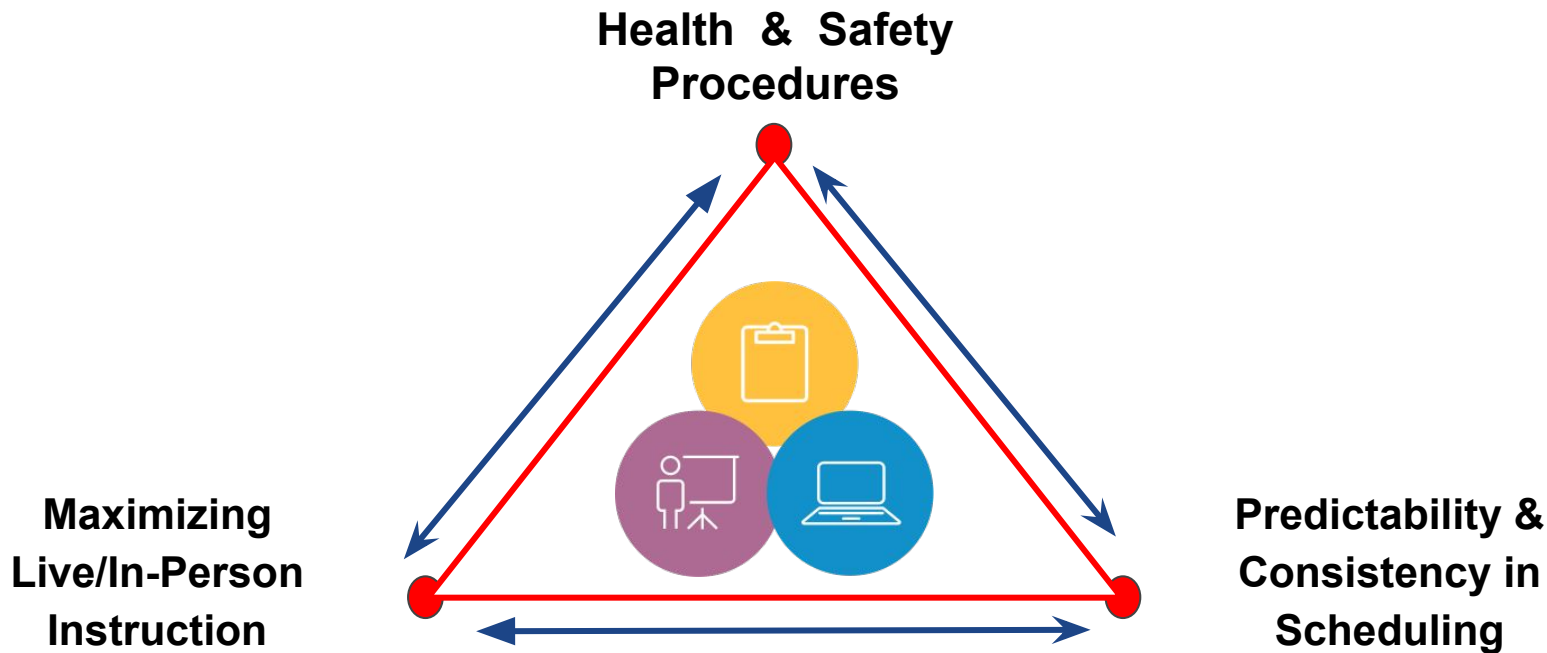 Health & Safety
Procedures
Maximizing
Live/In-Person
Instruction
Predictability &
Consistency in
Scheduling